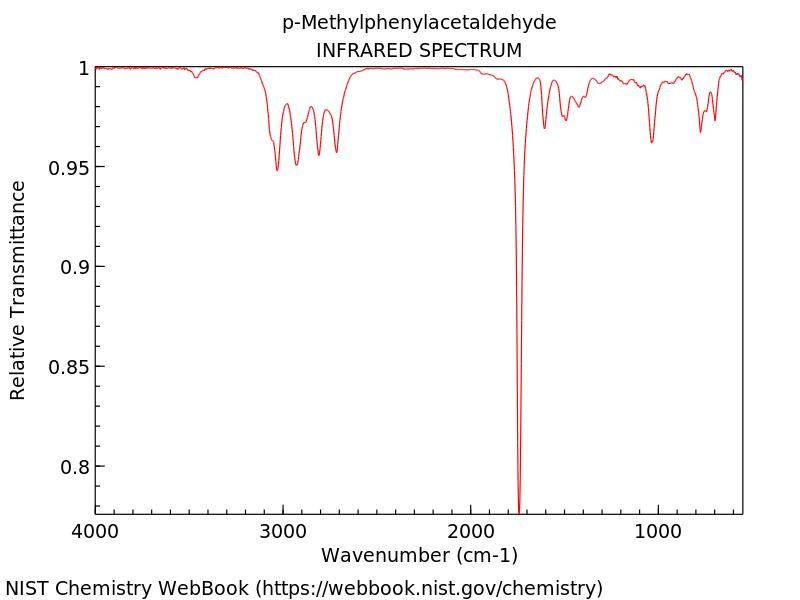 p-Methylphenylacetaldehyde
INFRARED SPECTRUM
1
0.95
0.9
0.85
0.8
Relative Transmittance
4000 3000 2000 1000
Wavenumber (cm-1)
NIST Chemistry WebBook (https://webbook.nist.gov/chemistry)